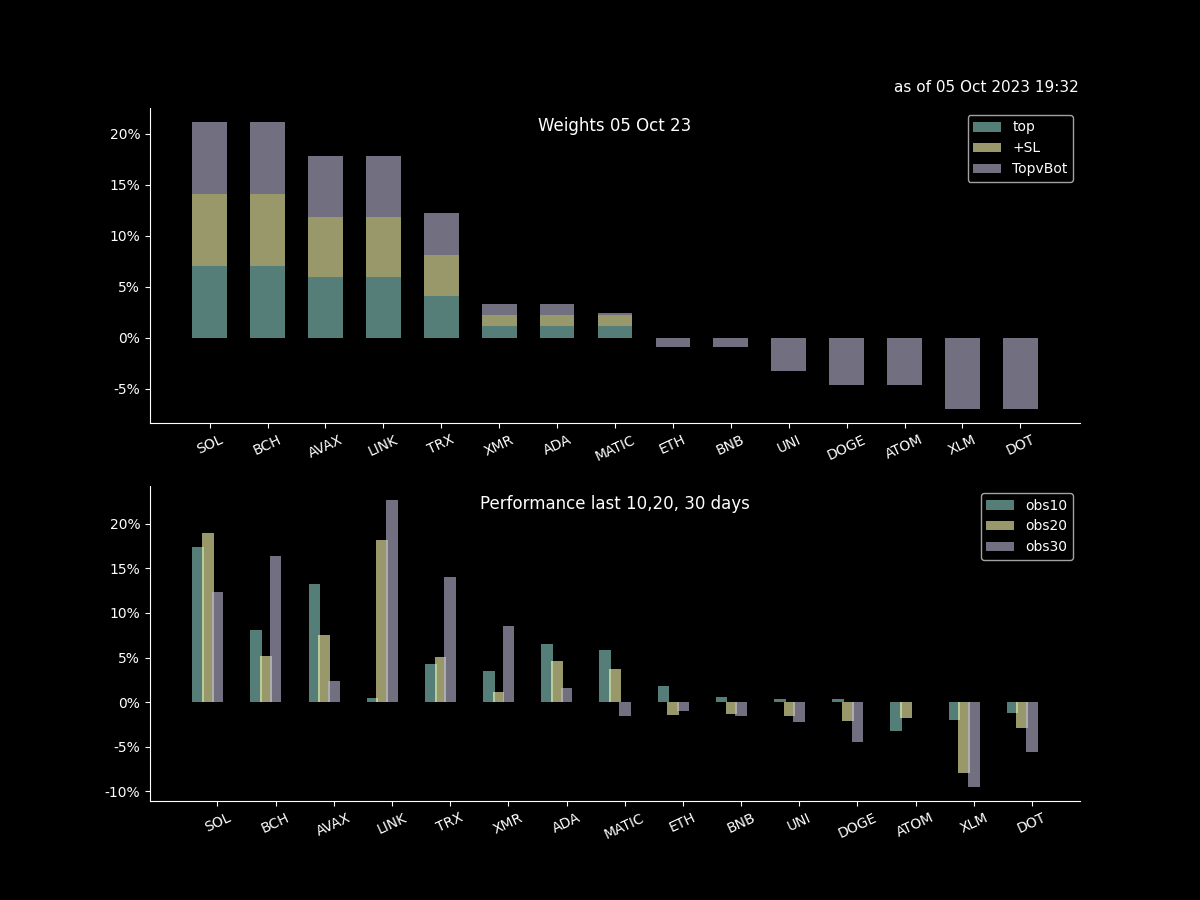 as of 05 Oct 2023 19:32
Weights 05 Oct 23
top
+SL
TopvBot
20%
15%
10%
5%
0%
-5%
SOL BCH AVAX LINK TRX XMR ADA MATIC ETH BNB UNI DOGE ATOM XLM DOT
Performance last 10,20, 30 days
obs10
obs20
obs30
20%
15%
10%
5%
0%
-5%
-10%
SOL BCH AVAX LINK TRX XMR ADA MATIC ETH BNB UNI DOGE ATOM XLM DOT